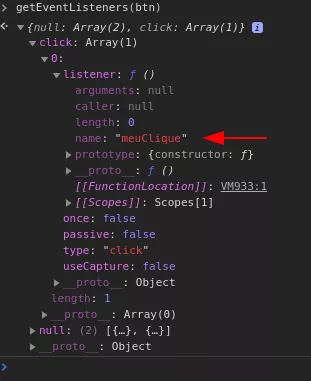 getEventListeners(btn)
{null: Array(2), click: Array(1)} i
click: Array(1)
0:
listener: ƒ ()
arguments: null
caller: null
length: 0
name: "meuClique"
prototype: {constructor: ƒ}
__proto__: ƒ ()
[[FunctionLocation]]: VM933:1
[[Scopes]]: Scopes[1]
once: false
passive: false
type: "click"
useCapture: false
__proto__: Object
length: 1
__proto__: Array(0)
null: (2) [{…}, {…}]
__proto__: Object